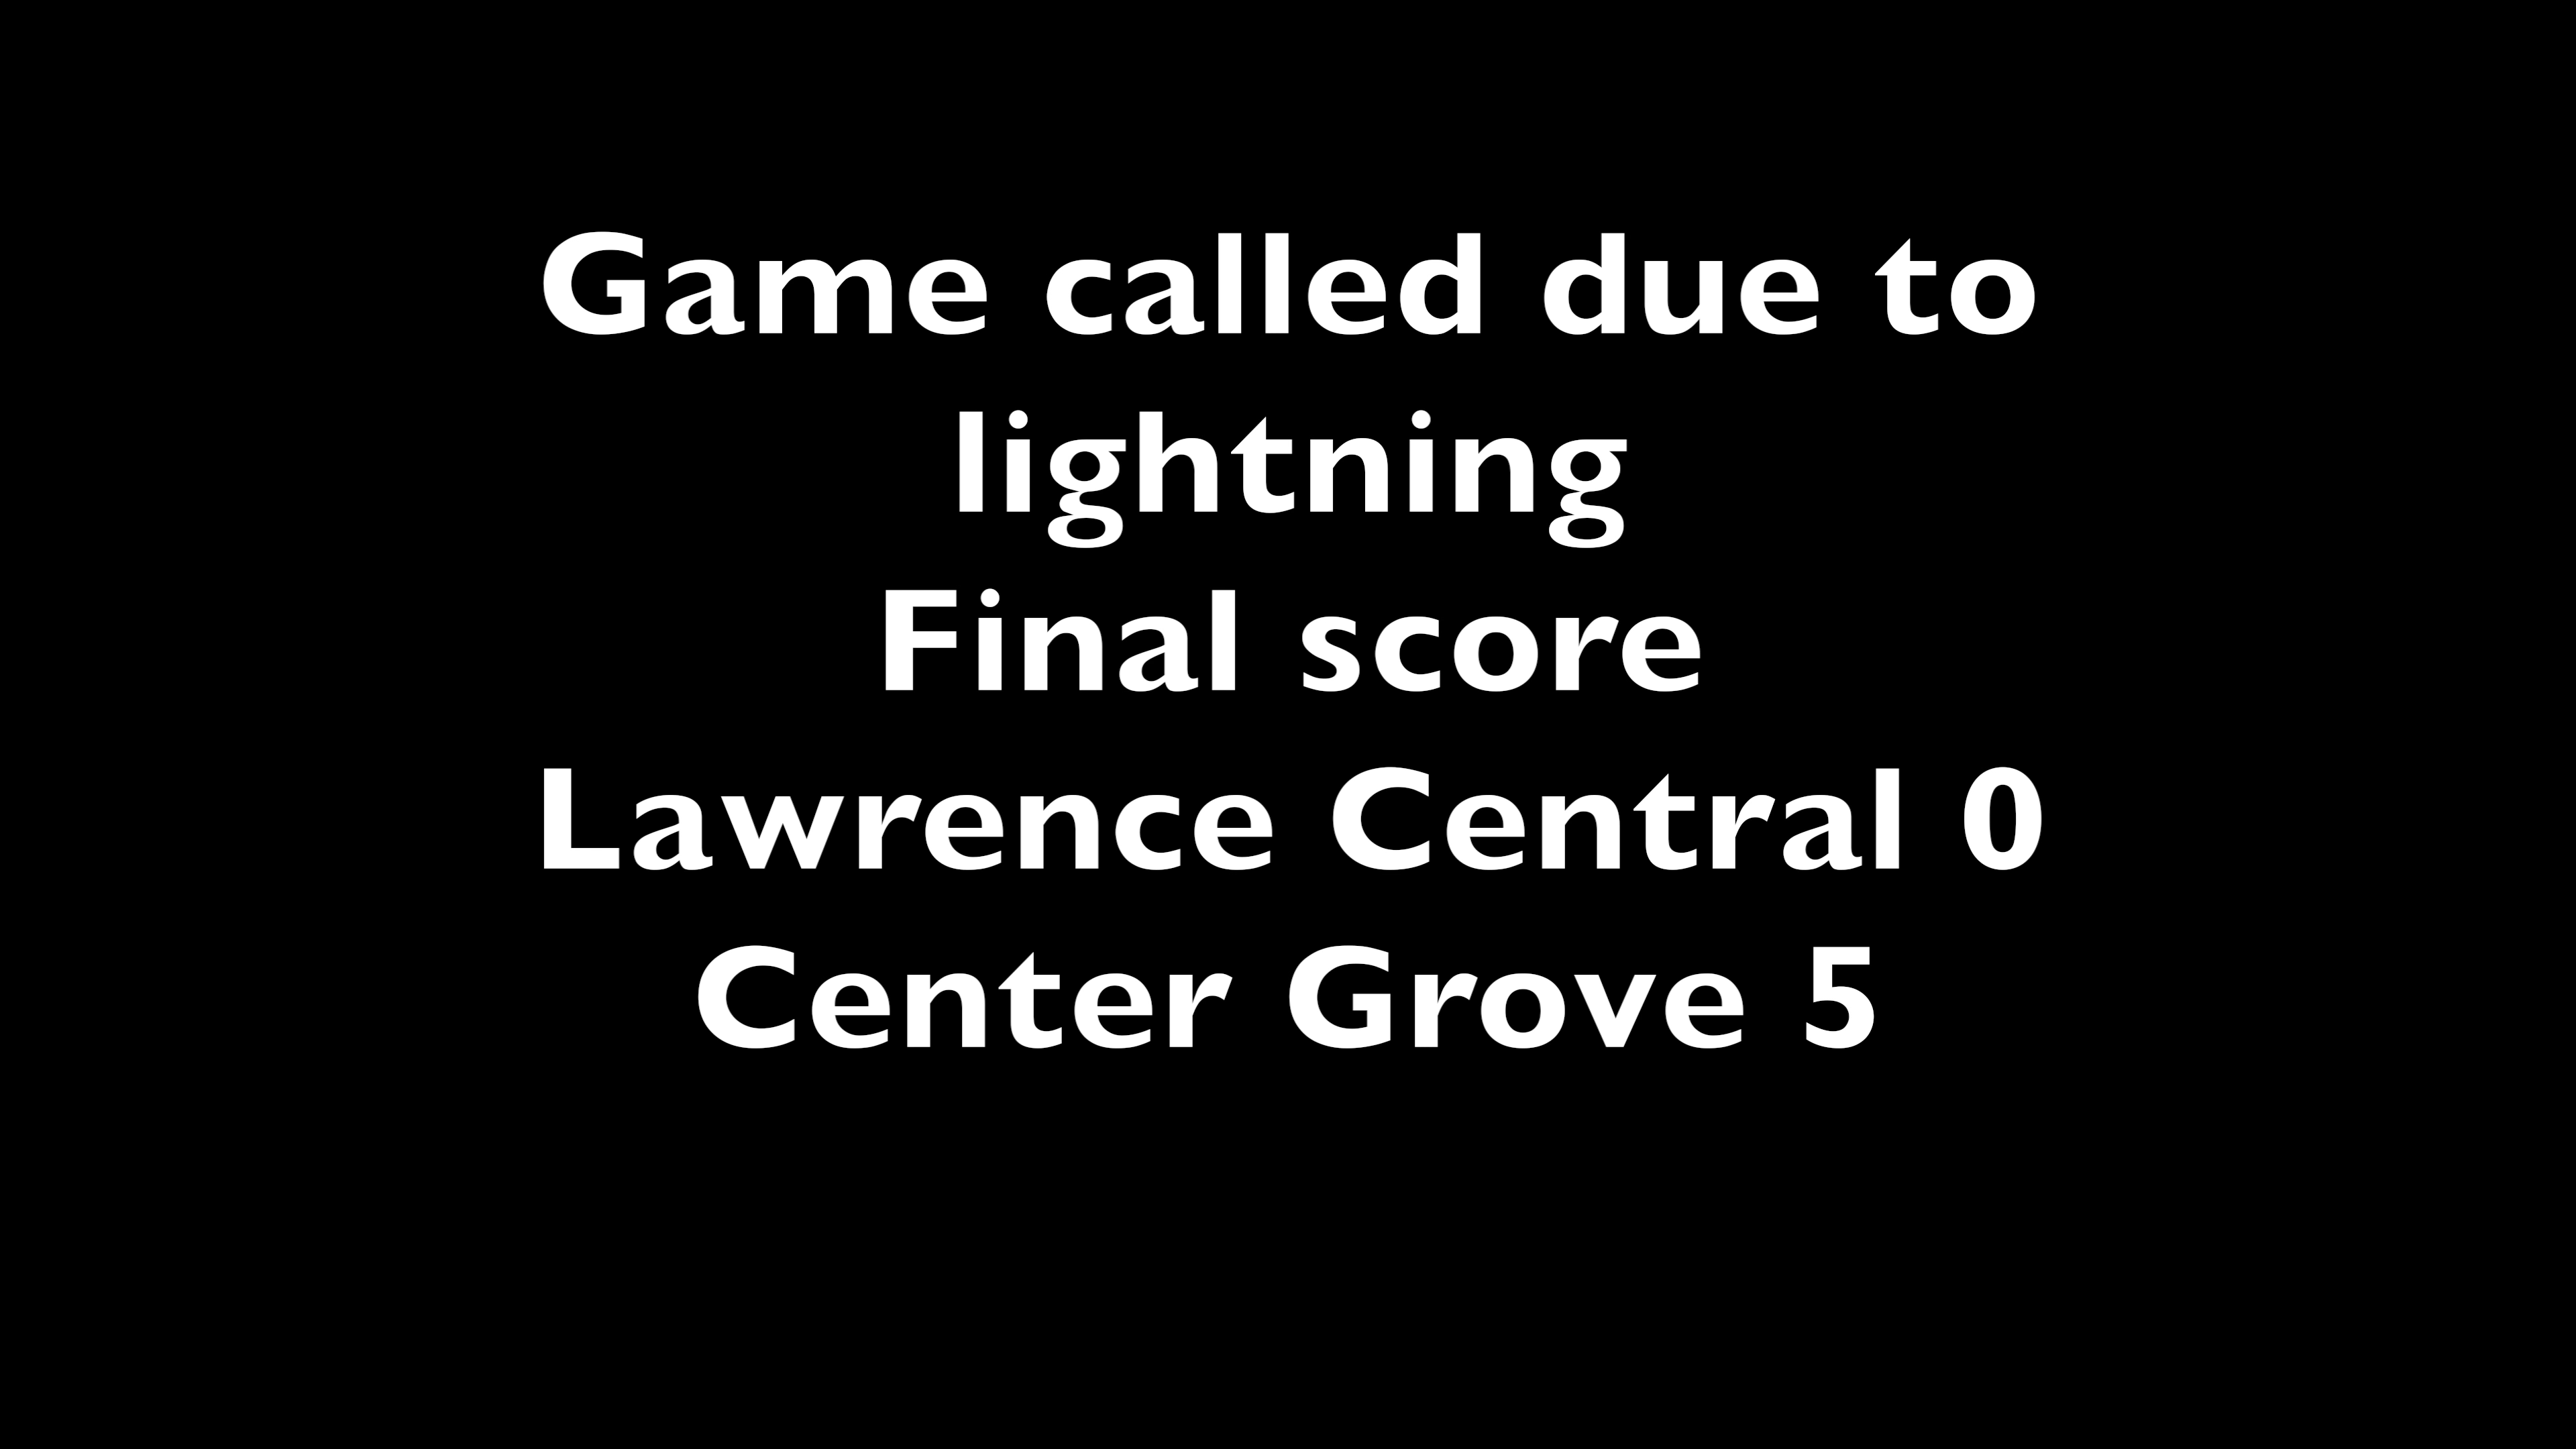 Game called due to
lightning
Final score
Lawrence Central 0
Center Grove 5